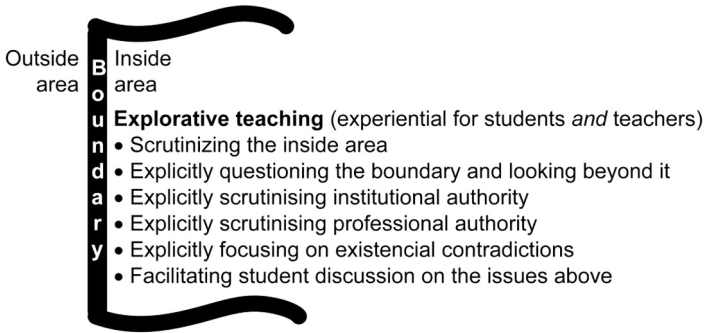 Outside
area
Boundary
Inside
area
Explorative teaching (experiential for students and teachers)
• Scrutinizing the inside area
• Explicitly questioning the boundary and looking beyond it
• Explicitly scrutinising institutional authority
• Explicitly scrutinising professional authority
• Explicitly focusing on existencial contradictions
• Facilitating student discussion on the issues above